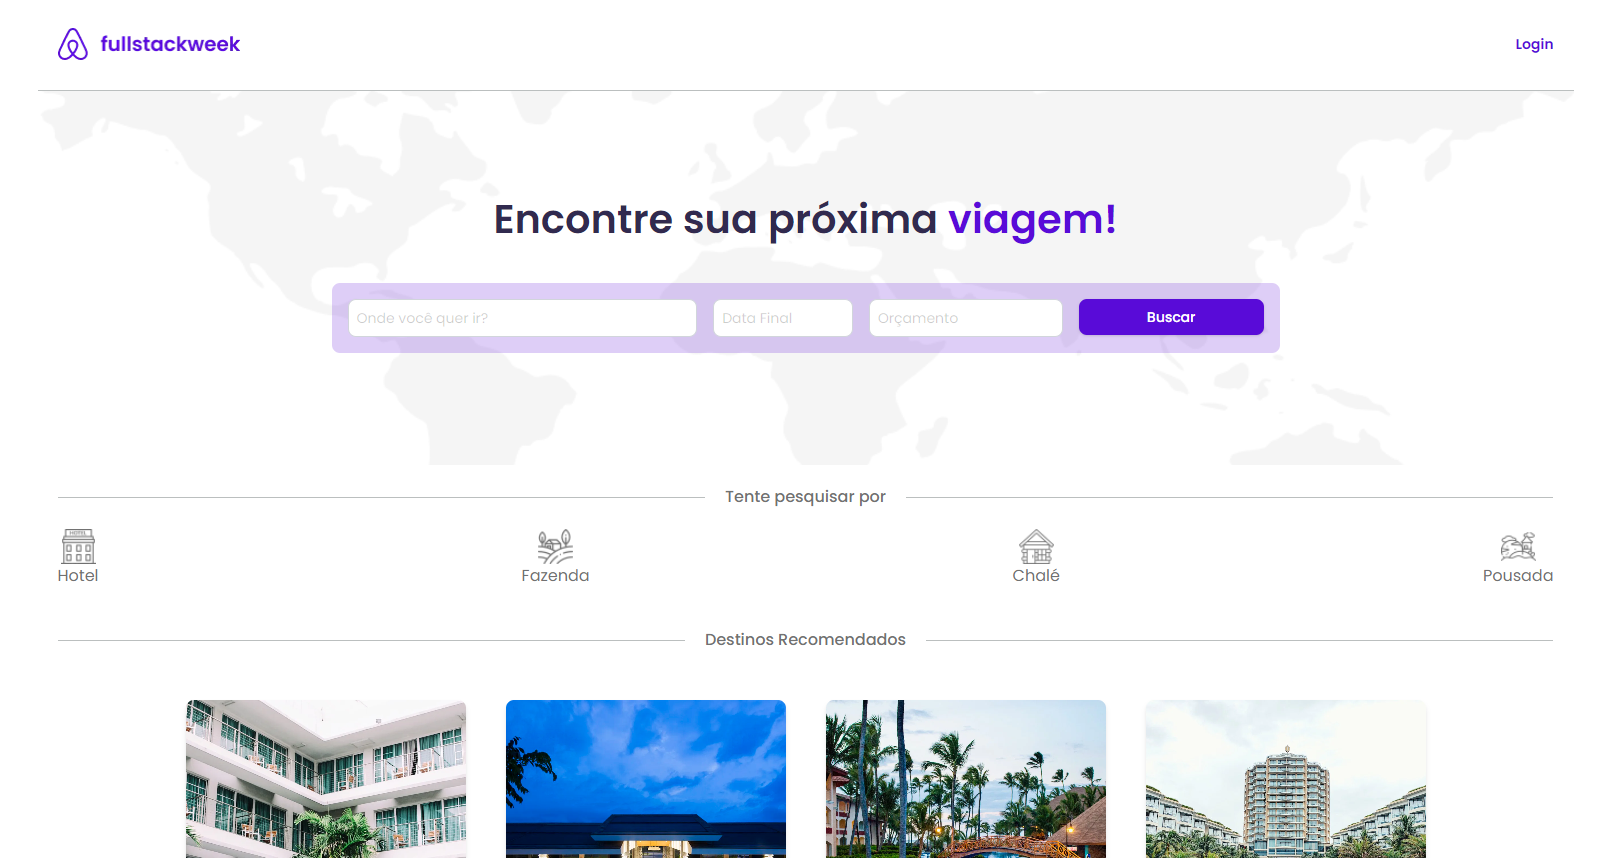 fullstackweek
Login
Encontre sua próxima viagem!
Onde você quer ir?
Data Final
Orçamento
Buscar
Tente pesquisar por
HOTEL
Hotel
Fazenda
Chalé
Pousada
Destinos Recomendados